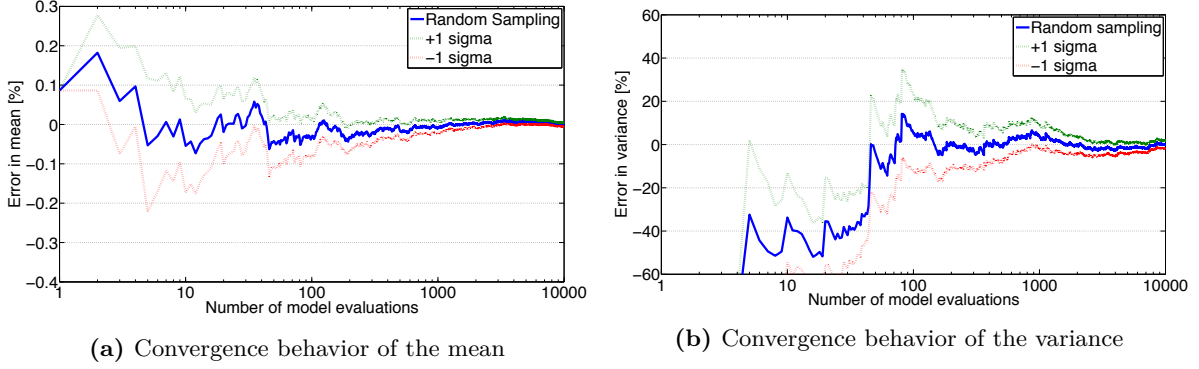 0.3
0.2
0.1
0
−0.1
−0.2
−0.3
−0.4
Error in mean [%]
Random Sampling
+1 sigma
−1 sigma
1
10
100
1000
10000
Number of model evaluations
(a) Convergence behavior of the mean
60
40
20
0
−20
−40
−60
Error in variance [%]
Random sampling
+1 sigma
−1 sigma
1
10
100
1000
10000
Number of model evaluations
(b) Convergence behavior of the variance